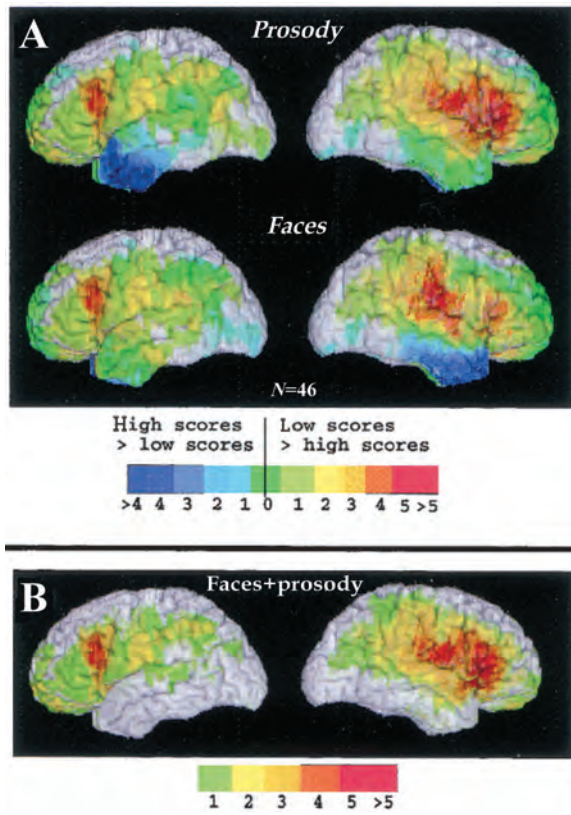 A
Prosody
Faces
N=46
High scores
> low scores
Low scores
> high scores
>4 4 3 2 1 0 1 2 3 4 5 >5
B
Faces+prosody
1 2 3 4 5 >5